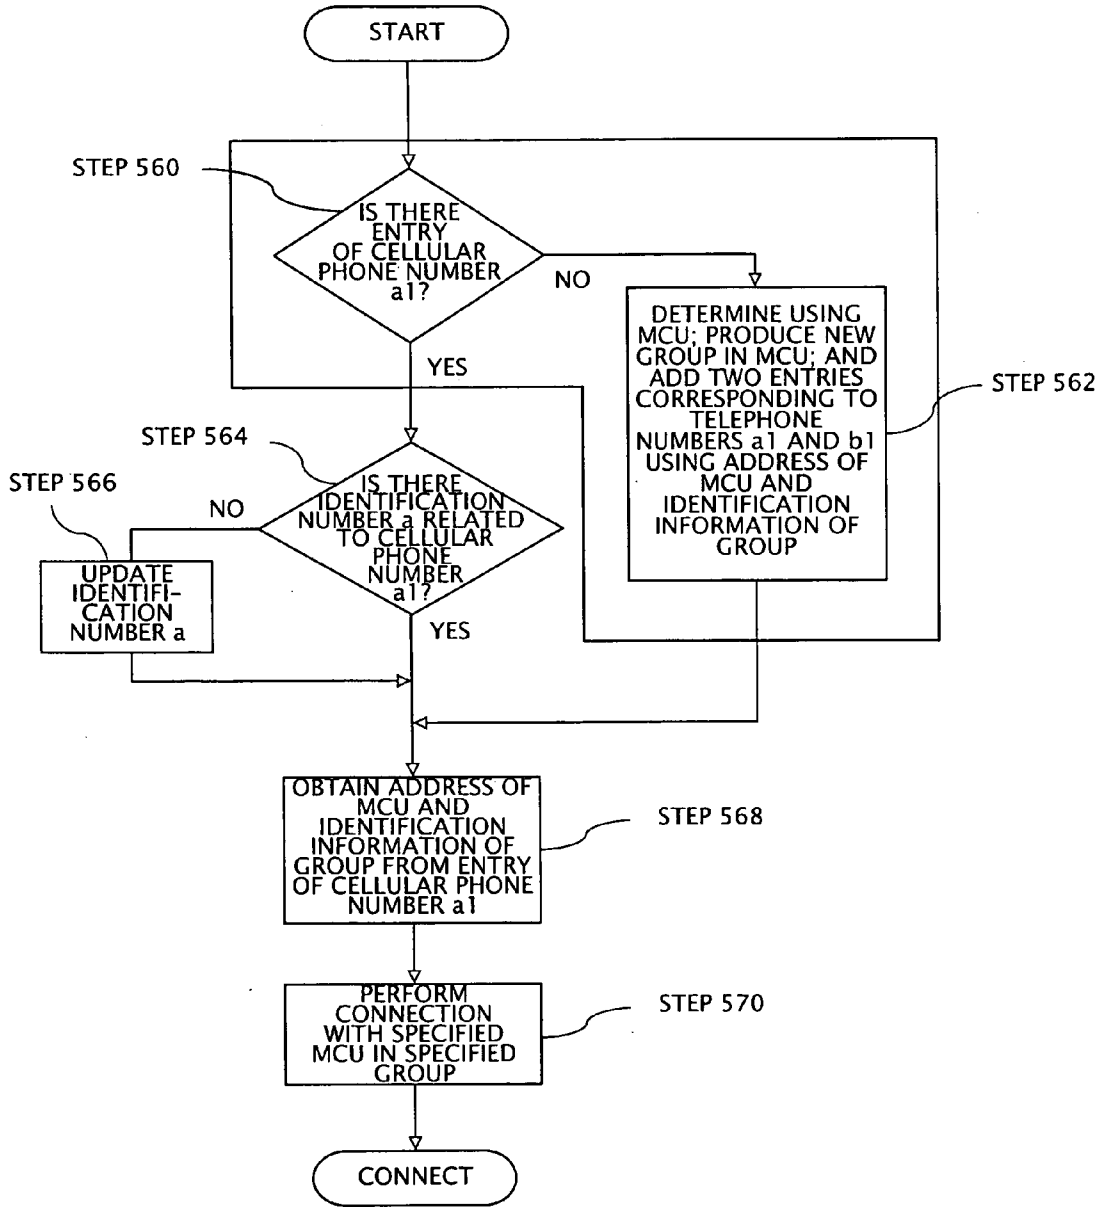 START
STEP 560
IS THERE
ENTRY
OF CELLULAR
PHONE NUMBER
a1?
NO
YES
DETERMINE USING
MCU; PRODUCE NEW
GROUP IN MCU; AND
ADD TWO ENTRIES
CORRESPONDING TO
TELEPHONE
NUMBERS a1 AND b1
USING ADDRESS OF
MCU AND
IDENTIFICATION
INFORMATION OF
GROUP
STEP 562
STEP 564
IS THERE
IDENTIFICATION
NUMBER a RELATED
TO CELLULAR
PHONE
NUMBER
a1?
NO
YES
STEP 566
UPDATE
IDENTIFI-
CATION
NUMBER a
OBTAIN ADDRESS OF
MCU AND
IDENTIFICATION
INFORMATION OF
GROUP FROM ENTRY
OF CELLULAR PHONE
NUMBER a1
STEP 568
PERFORM
CONNECTION
WITH SPECIFIED
MCU IN SPECIFIED
GROUP
STEP 570
CONNECT